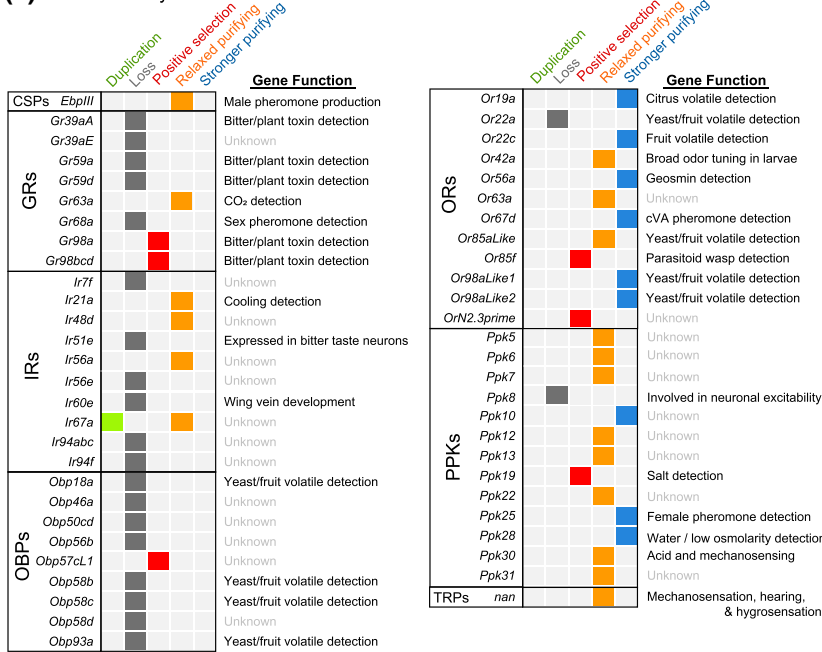 Duplication
Loss
Positive selection
Relaxed purifying
Stronger purifying
Gene Function
CSPs EbpIII Male pheromone production
GRs
Gr39aA Bitter/plant toxin detection
Gr39aE Unknown
Gr59a Bitter/plant toxin detection
Gr59d Bitter/plant toxin detection
Gr63a CO₂ detection
Gr68a Sex pheromone detection
Gr98a Bitter/plant toxin detection
Gr98bcd Bitter/plant toxin detection
IRs
Ir7f Unknown
Ir21a Cooling detection
Ir48d Unknown
Ir51e Expressed in bitter taste neurons
Ir56a Unknown
Ir56e Unknown
Ir60e Wing vein development
Ir67a Unknown
Ir94abc Unknown
Ir94f Unknown
OBPs
Obp18a Yeast/fruit volatile detection
Obp46a Unknown
Obp50cd Unknown
Obp56b Unknown
Obp57cL1 Unknown
Obp58b Yeast/fruit volatile detection
Obp58c Yeast/fruit volatile detection
Obp58d Unknown
Obp93a Yeast/fruit volatile detection
Duplication
Loss
Positive selection
Relaxed purifying
Stronger purifying
Gene Function
ORs
Or19a Citrus volatile detection
Or22a Yeast/fruit volatile detection
Or22c Fruit volatile detection
Or42a Broad odor tuning in larvae
Or56a Geosmin detection
Or63a Unknown
Or67d cVA pheromone detection
Or85aLike Yeast/fruit volatile detection
Or85f Parasitoid wasp detection
Or98aLike1 Yeast/fruit volatile detection
Or98aLike2 Yeast/fruit volatile detection
OrN2.3prime Unknown
PPKs
Ppk5 Unknown
Ppk6 Unknown
Ppk7 Unknown
Ppk8 Involved in neuronal excitability
Ppk10 Unknown
Ppk12 Unknown
Ppk13 Unknown
Ppk19 Salt detection
Ppk22 Unknown
Ppk25 Female pheromone detection
Ppk28 Water / low osmolarity detection
Ppk30 Acid and mechanosensing
Ppk31 Unknown
TRPs nan Mechanosensation, hearing,
& hygrosensation